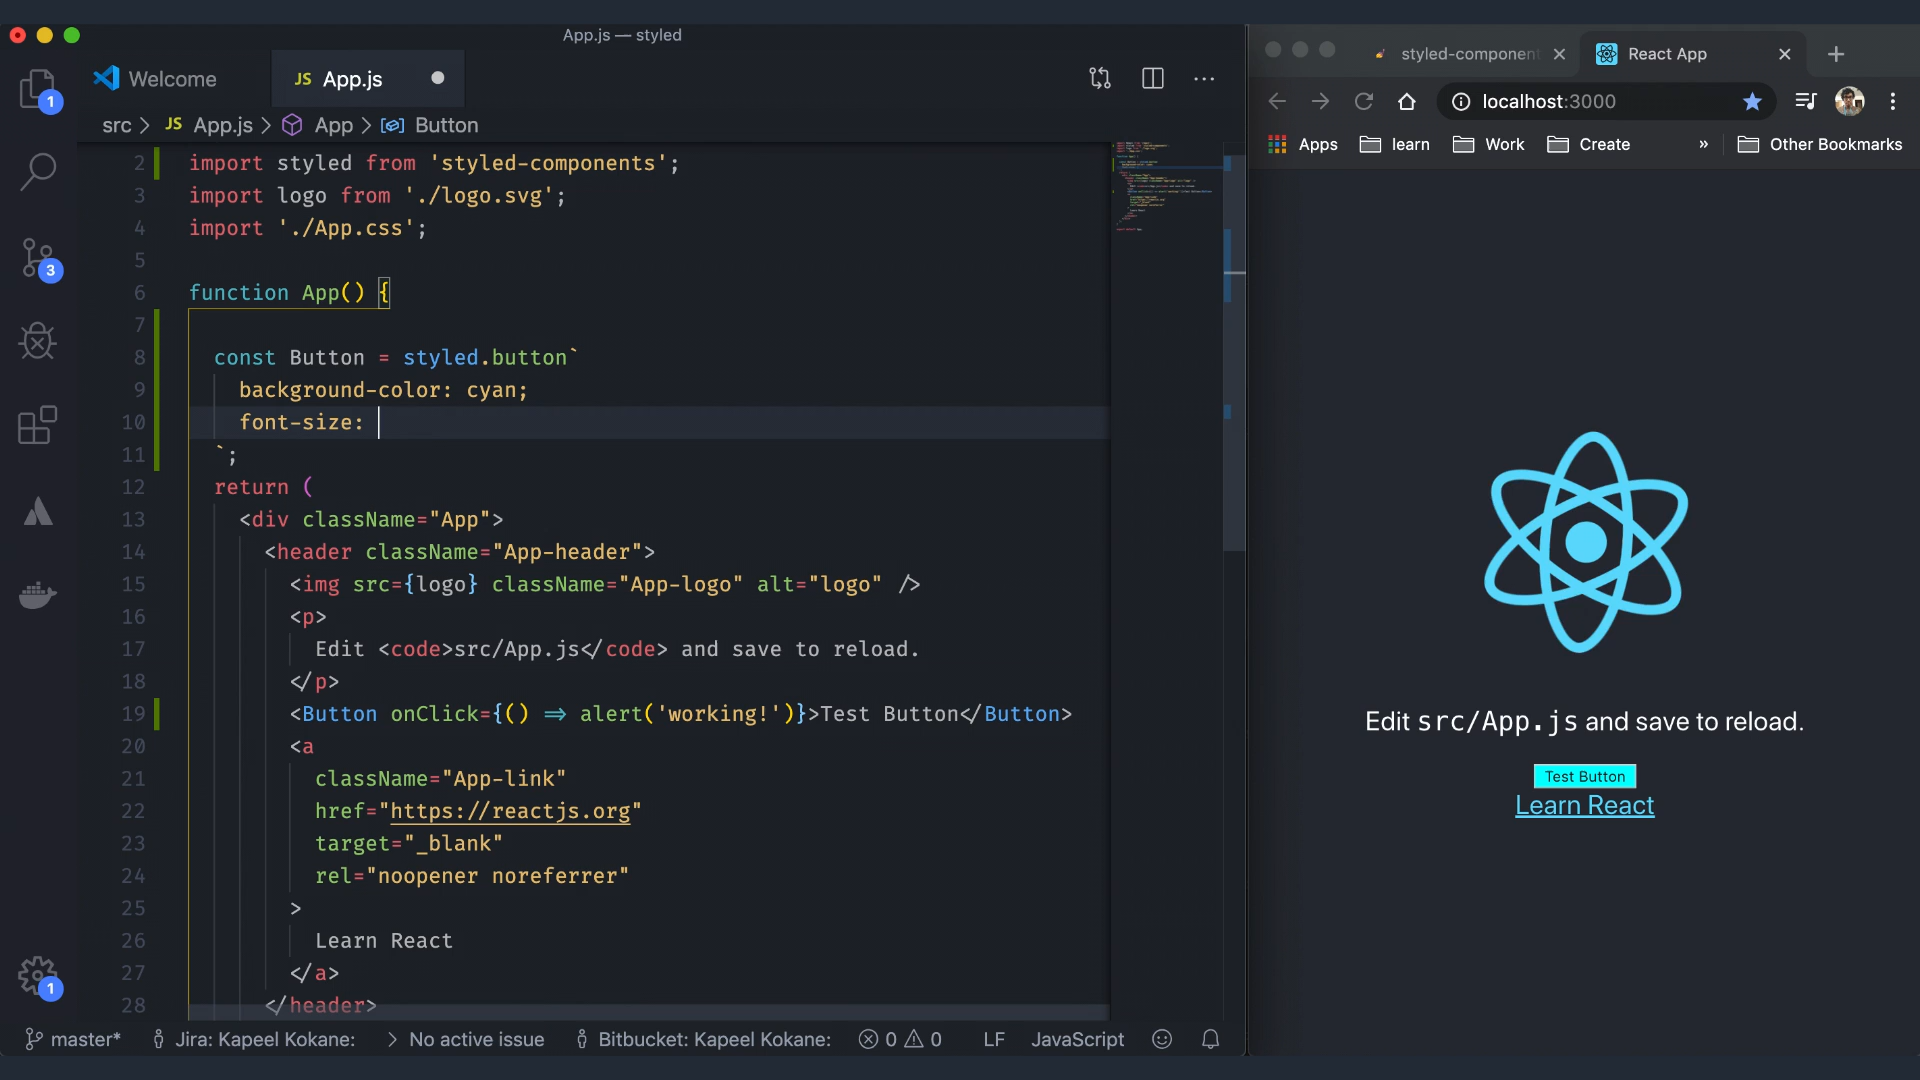 App.js — styled
Welcome
JS App.js
src > JS App.js > App > Button
2 import styled from 'styled-components';
3 import logo from './logo.svg';
4 import './App.css';
5
6 function App() {
7
8 const Button = styled.button`
9 background-color: cyan;
10 font-size:
11 `;
12 return (
13 <div className="App">
14 <header className="App-header">
15 <img src={logo} className="App-logo" alt="logo" />
16 <p>
17 Edit <code>src/App.js</code> and save to reload.
18 </p>
19 <Button onClick={() => alert('working!')}>Test Button</Button>
20 <a
21 className="App-link"
22 href="https://reactjs.org"
23 target="_blank"
24 rel="noopener noreferrer"
25 >
26 Learn React
27 </a>
28 </header>
1
3
1
master* Jira: Kapeel Kokane: > No active issue Bitbucket: Kapeel Kokane: 0 0 LF JavaScript
styled-component
React App
localhost:3000
Apps learn Work Create » Other Bookmarks
Edit src/App.js and save to reload.
Test Button
Learn React